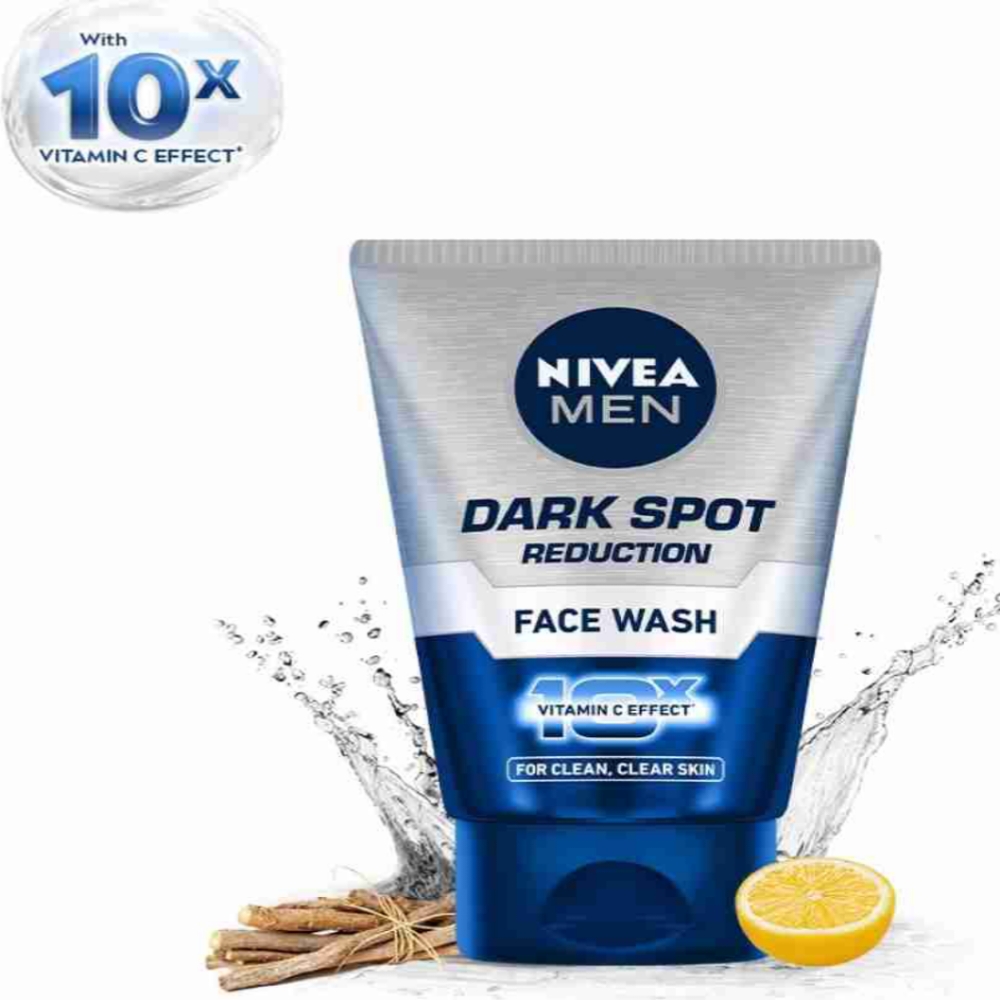 With
10X
VITAMIN C EFFECT*
NIVEA
MEN
DARK SPOT
REDUCTION
FACE WASH
10X
VITAMIN C EFFECT*
FOR CLEAN, CLEAR SKIN